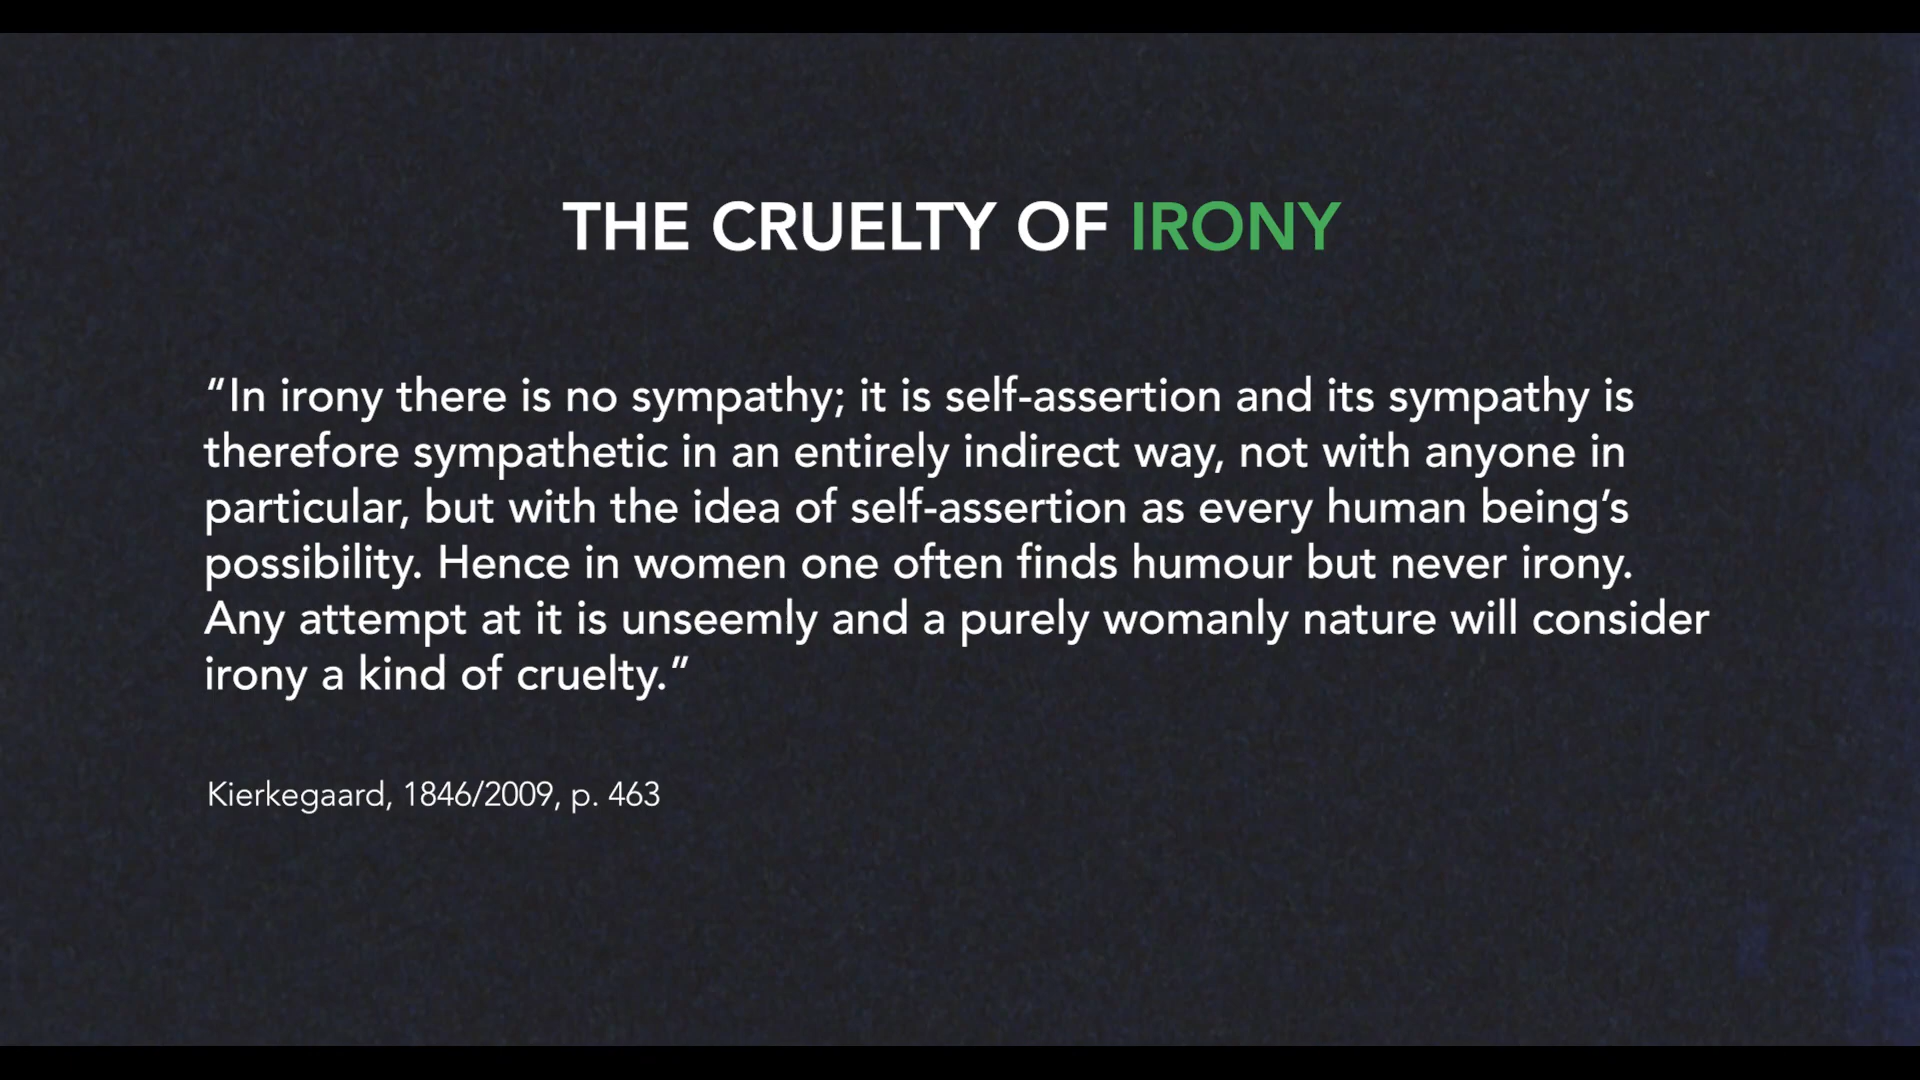 THE CRUELTY OF IRONY
“In irony there is no sympathy; it is self-assertion and its sympathy is
therefore sympathetic in an entirely indirect way, not with anyone in
particular, but with the idea of self-assertion as every human being’s
possibility. Hence in women one often finds humour but never irony.
Any attempt at it is unseemly and a purely womanly nature will consider
irony a kind of cruelty.”
Kierkegaard, 1846/2009, p. 463